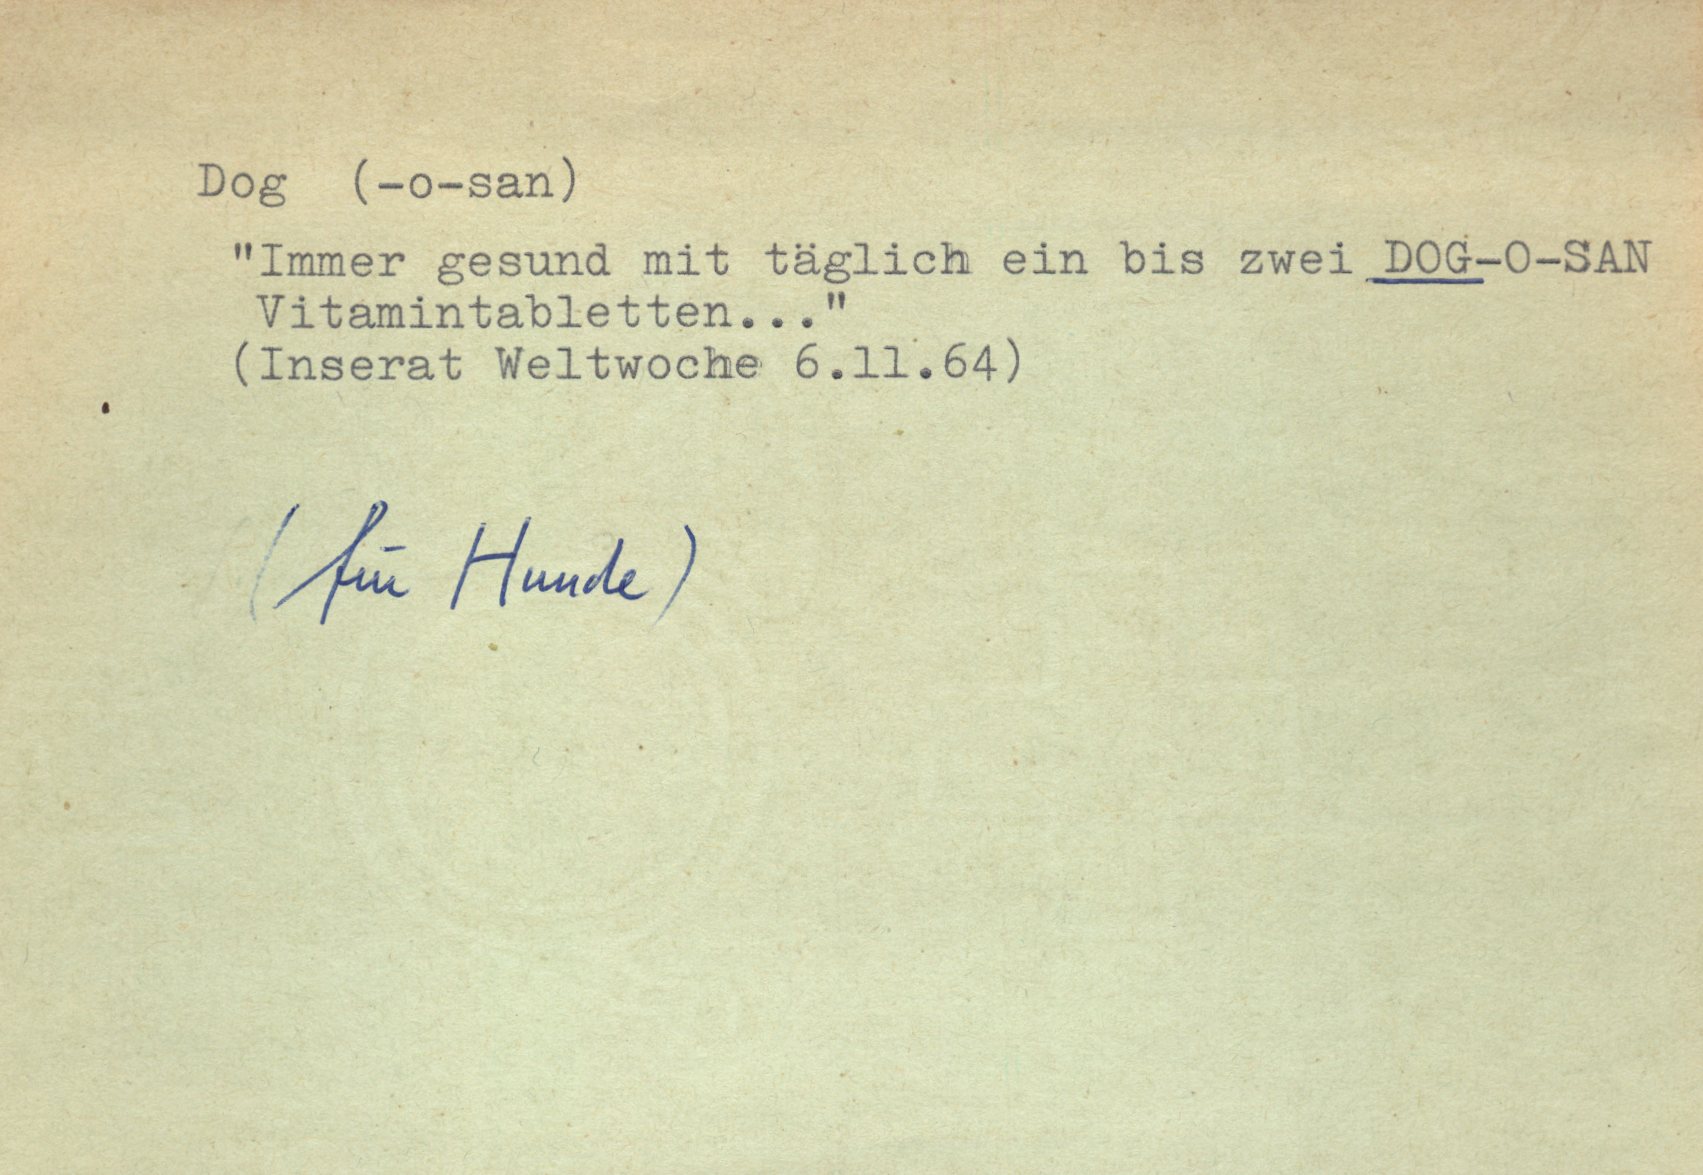 Dog (-o-san)
"Immer gesund mit täglich ein bis zwei DOG-O-SAN
Vitamintabletten..."
(Inserat Weltwoche 6.11.64)
(für Hunde)